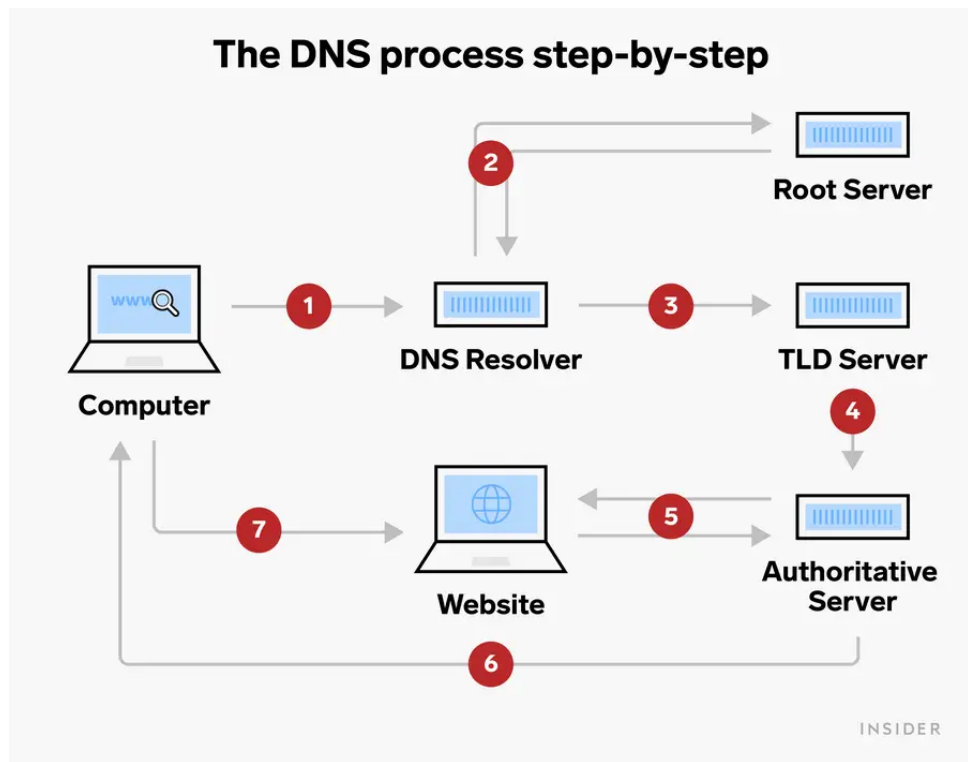 The DNS process step-by-step
2
Root Server
www
1
3
DNS Resolver
TLD Server
Computer
4
7
5
Website
Authoritative
Server
6
INSIDER